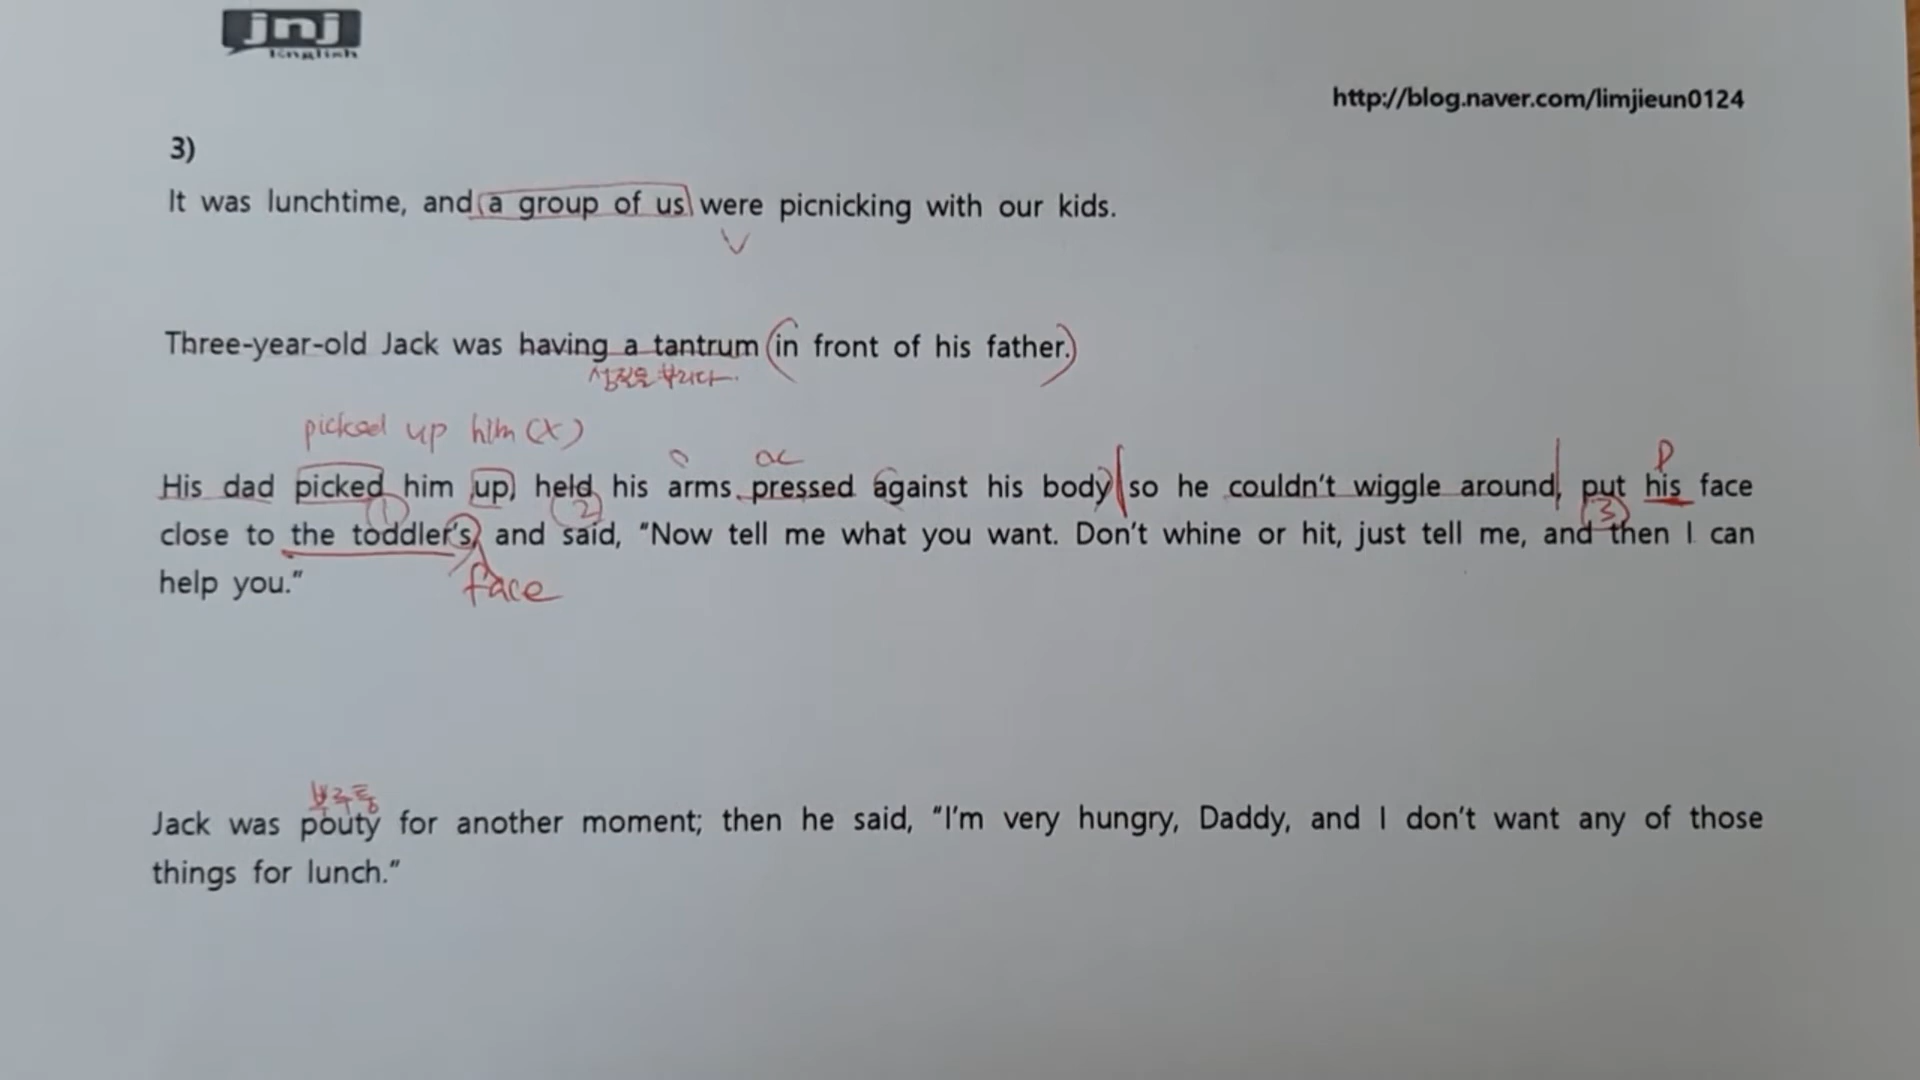 jnj
English
http://blog.naver.com/limjieun0124
3)
It was lunchtime, and a group of us were picnicking with our kids.
V
Three-year-old Jack was having a tantrum in front of his father.
성질을 부리다.
picked up him (x)
o oc p
His dad picked him up, held his arms pressed against his body so he couldn't wiggle around, put his face
① ② ③
close to the toddler's, and said, “Now tell me what you want. Don't whine or hit, just tell me, and then I can
help you.”
face
부루퉁
Jack was pouty for another moment; then he said, “I'm very hungry, Daddy, and I don't want any of those
things for lunch.”